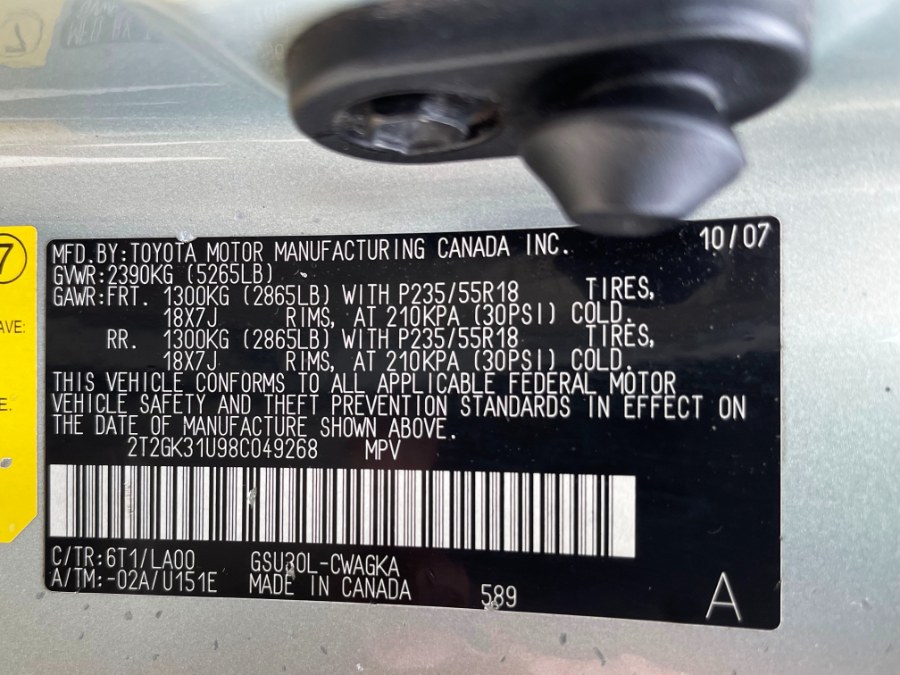 MFD.BY:TOYOTA MOTOR MANUFACTURING CANADA INC. 10/07
GVWR:2390KG (5265LB)
GAWR:FRT. 1300KG (2865LB) WITH P235/55R18 TIRES,
18X7J RIMS, AT 210KPA (30PSI) COLD.
RR. 1300KG (2865LB) WITH P235/55R18 TIRES,
18X7J RIMS, AT 210KPA (30PSI) COLD.
THIS VEHICLE CONFORMS TO ALL APPLICABLE FEDERAL MOTOR
VEHICLE SAFETY AND THEFT PREVENTION STANDARDS IN EFFECT ON
THE DATE OF MANUFACTURE SHOWN ABOVE.
2T2GK31U98C049268 MPV
C/TR:6T1/LA00 GSU30L-CWAGKA
A/TM:-02A/U151E MADE IN CANADA 589 A
7
AVE:
E.